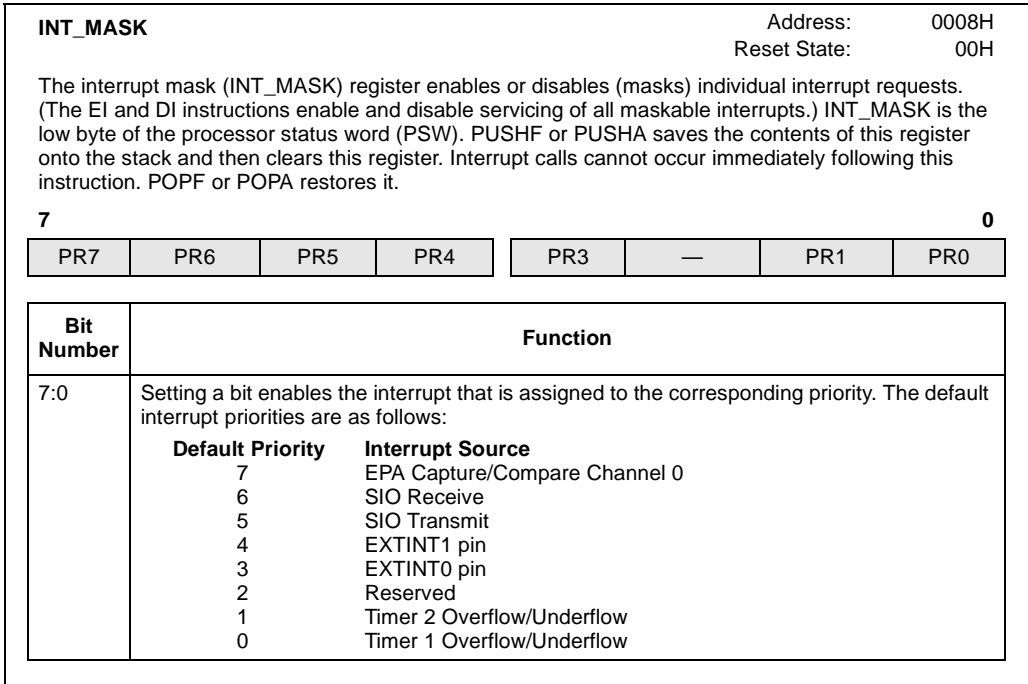 INT_MASK
Address: 0008H
Reset State: 00H
The interrupt mask (INT_MASK) register enables or disables (masks) individual interrupt requests.
(The EI and DI instructions enable and disable servicing of all maskable interrupts.) INT_MASK is the
low byte of the processor status word (PSW). PUSHF or PUSHA saves the contents of this register
onto the stack and then clears this register. Interrupt calls cannot occur immediately following this
instruction. POPF or POPA restores it.
7 0
PR7 PR6 PR5 PR4 PR3 — PR1 PR0
Bit
Number
Function
7:0 Setting a bit enables the interrupt that is assigned to the corresponding priority. The default
interrupt priorities are as follows:
Default Priority Interrupt Source
7 EPA Capture/Compare Channel 0
6 SIO Receive
5 SIO Transmit
4 EXTINT1 pin
3 EXTINT0 pin
2 Reserved
1 Timer 2 Overflow/Underflow
0 Timer 1 Overflow/Underflow